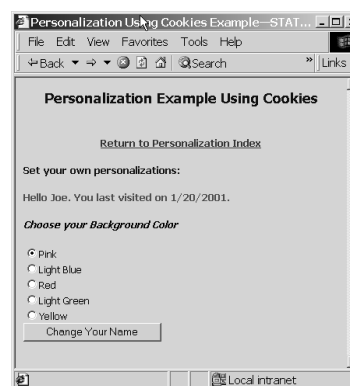 Personalization Using Cookies Example—STAT...
File Edit View Favorites Tools Help
Back Search » Links
Personalization Example Using Cookies
Return to Personalization Index
Set your own personalizations:
Hello Joe. You last visited on 1/20/2001.
Choose your Background Color
Pink
Light Blue
Red
Light Green
Yellow
Change Your Name
Local intranet